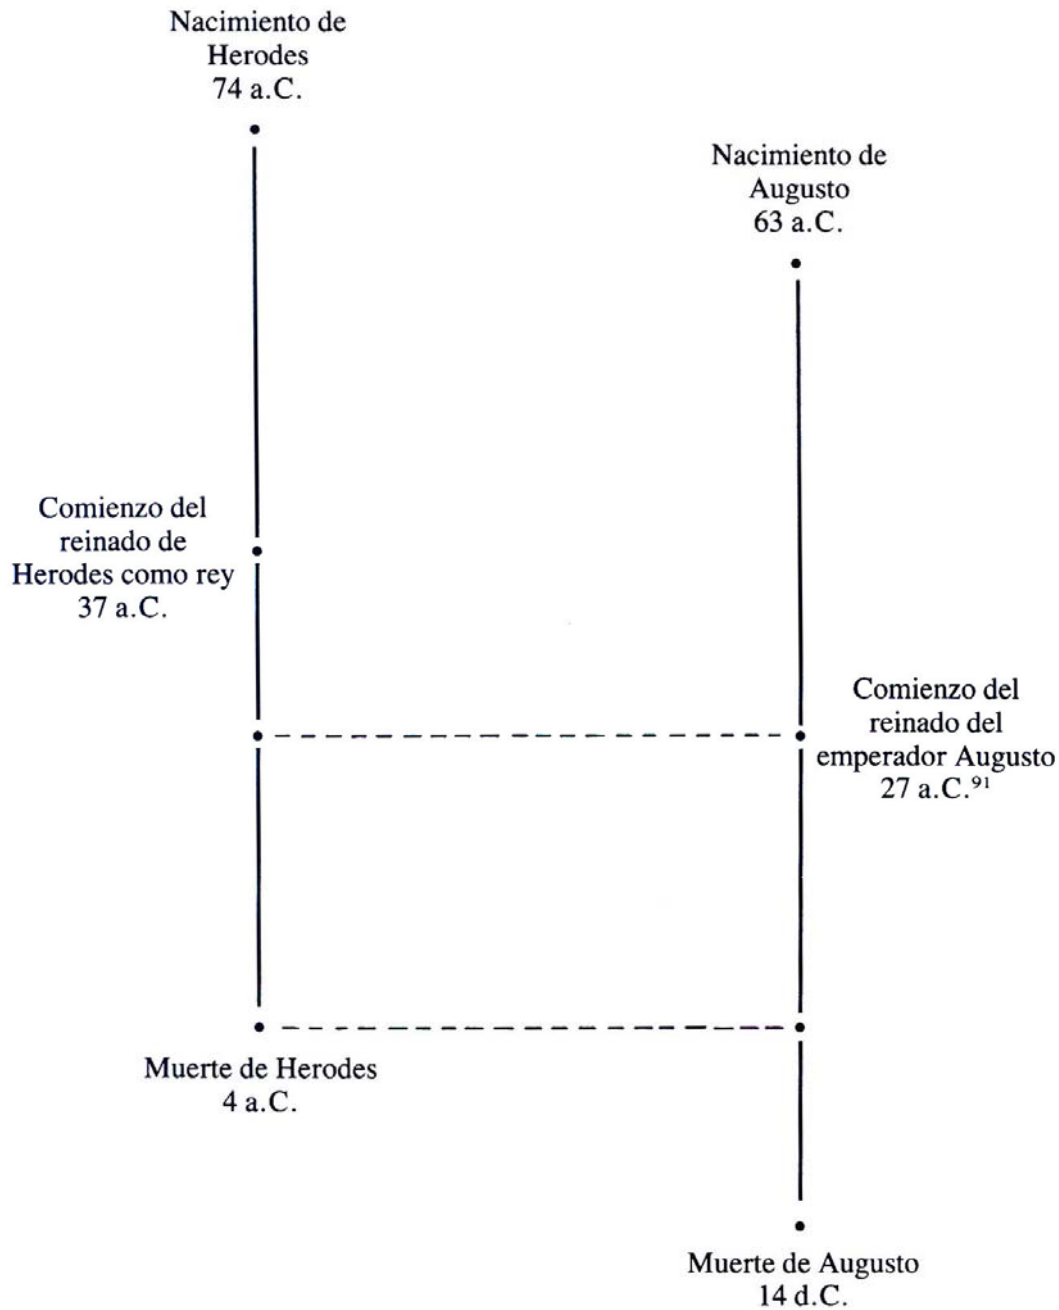 Nacimiento de
Herodes
74 a.C.
Nacimiento de
Augusto
63 a.C.
Comienzo del
reinado de
Herodes como rey
37 a.C.
Comienzo del
reinado del
emperador Augusto
27 a.C.⁹¹
Muerte de Herodes
4 a.C.
Muerte de Augusto
14 d.C.